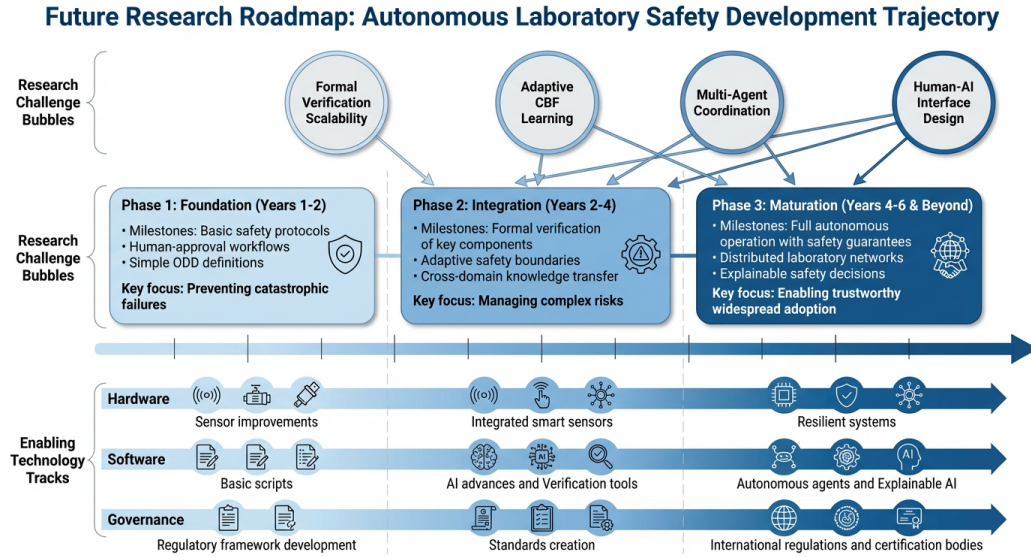 Future Research Roadmap: Autonomous Laboratory Safety Development Trajectory
Research
Challenge
Bubbles
Formal
Verification
Scalability
Adaptive
CBF
Learning
Multi-Agent
Coordination
Human-AI
Interface
Design
Research
Challenge
Bubbles
Phase 1: Foundation (Years 1-2)
• Milestones: Basic safety protocols
• Human-approval workflows
• Simple ODD definitions
Key focus: Preventing catastrophic
failures
Phase 2: Integration (Years 2-4)
• Milestones: Formal verification
of key components
• Adaptive safety boundaries
• Cross-domain knowledge transfer
Key focus: Managing complex risks
Phase 3: Maturation (Years 4-6 & Beyond)
• Milestones: Full autonomous
operation with safety guarantees
• Distributed laboratory networks
• Explainable safety decisions
Key focus: Enabling trustworthy
widespread adoption
Enabling
Technology
Tracks
Hardware
Sensor improvements
Integrated smart sensors
Resilient systems
Software
AI
AI
Basic scripts
AI advances and Verification tools
Autonomous agents and Explainable AI
Governance
Regulatory framework development
Standards creation
International regulations and certification bodies